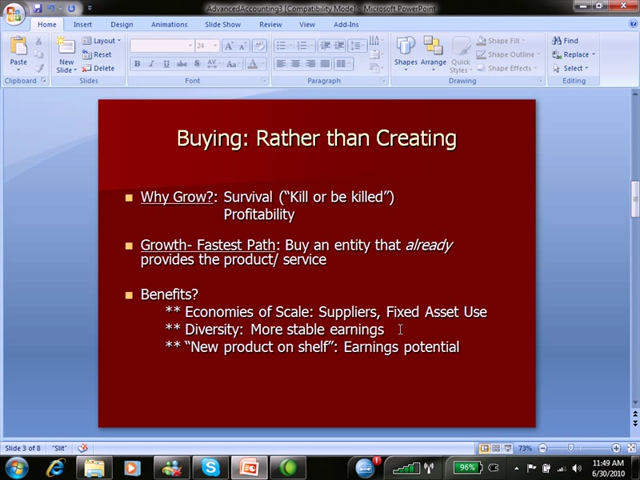 AdvancedAccounting3 [Compatibility Mode] - Microsoft PowerPoint
Home Insert Design Animations Slide Show Review View Add-Ins
Paste
Clipboard
New Slide
Layout
Reset
Delete
Slides
24
B I U abc S AV Aa A
Font
Paragraph
Shapes Arrange Quick Styles
Shape Fill
Shape Outline
Shape Effects
Drawing
Find
Replace
Select
Editing
Buying: Rather than Creating
Why Grow?: Survival ("Kill or be killed")
Profitability
Growth- Fastest Path: Buy an entity that already
provides the product/ service
Benefits?
** Economies of Scale: Suppliers, Fixed Asset Use
** Diversity: More stable earnings
** "New product on shelf": Earnings potential
Slide 3 of 8 "Slit" 73%
96% 11:49 AM
6/30/2010